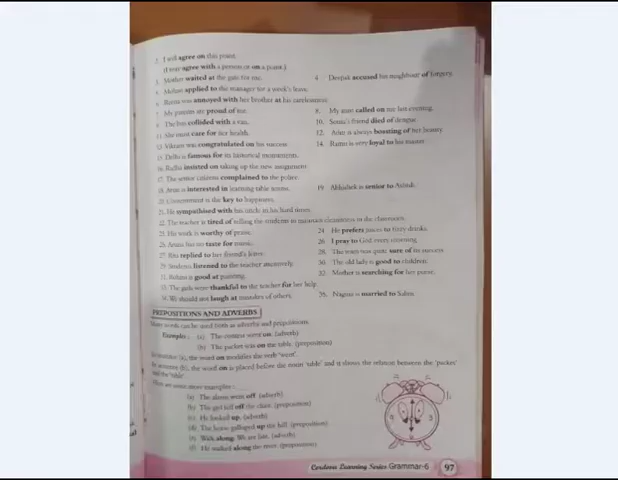 2. I will agree on this point.
(I may agree with a person or on a point.)
3. Mother waited at the gate for me.
4. Deepak accused his neighbour of forgery.
Mohan applied to the manager for a week's leave.
Rama was annoyed with her brother at his carelessness.
My parents are proud of me.
8. My aunt called on me last evening.
The bus collided with a van.
10. friend died of dengue.
11. She must care for her health.
12. is always boasting of her beauty.
Vikram was congratulated on his success.
14. Ramu is very loyal to his master.
15. Delhi is famous for its historical monuments.
16. Radha insisted on taking up the new assignment.
17. The senior citizens complained to the police.
18. is interested in learning table tennis.
19. Abhishek is senior to
20. Contentment is the key to happiness.
21. He sympathised with his uncle in his hard times.
22. The teacher is tired of telling the students to maintain cleanliness in the classroom.
23. His work is worthy of praise.
24. He prefers juices to fizzy drinks.
25. has no taste for music.
26. I pray to God every morning.
27. Ritu replied to her friend's letter.
28. The team was quite sure of its success.
29. Students listened to the teacher attentively.
30. The old lady is good to children.
31. is good at painting.
32. Mother is searching for her purse.
33. The girls were thankful to the teacher for her help.
34. We should not laugh at mistakes of others.
35. is married to
PREPOSITIONS AND ADVERBS
Many words can be used both as adverbs and prepositions.
Example : (a) The contest went on. (adverb)
(b) The packet was on the table. (preposition)
In sentence (a), the word on modifies the verb 'went'.
In sentence (b), the word on is placed before the noun 'table' and it shows the relation between the 'packet'
and the 'table'.
Here are some more examples :
(a) The alarm went off. (adverb)
(b) The girl fell off the chair. (preposition)
(c) He looked up. (adverb)
(d) The horse galloped up the hill. (preposition)
(e) Walk along. We are late. (adverb)
(f) He walked along the river. (preposition)
Cordova Learning Series Grammar-6 97